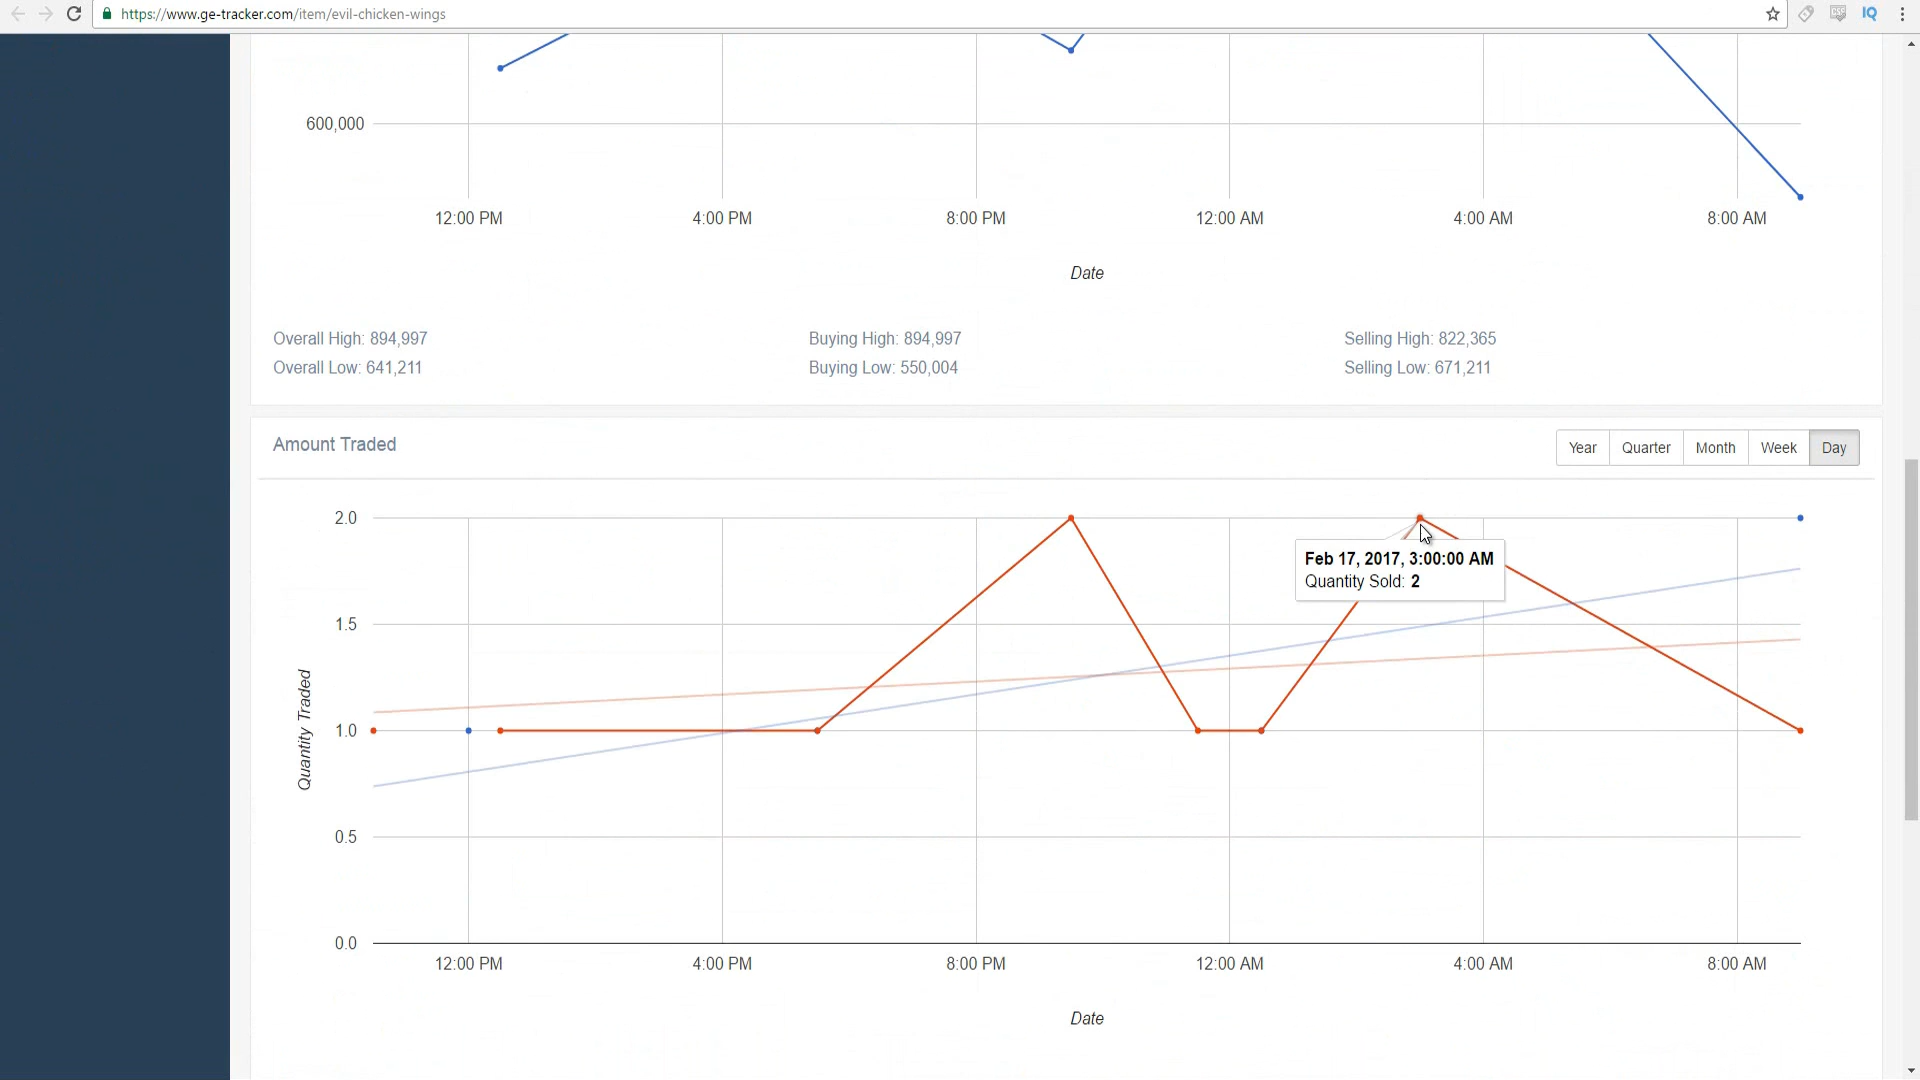 https://www.ge-tracker.com/item/evil-chicken-wings
CSS
IQ
600,000
12:00 PM 4:00 PM 8:00 PM 12:00 AM 4:00 AM 8:00 AM
Date
Overall High: 894,997 Buying High: 894,997 Selling High: 822,365
Overall Low: 641,211 Buying Low: 550,004 Selling Low: 671,211
Amount Traded
Year Quarter Month Week Day
2.0
Feb 17, 2017, 3:00:00 AM
Quantity Sold: 2
1.5
Quantity Traded
1.0
0.5
0.0
12:00 PM 4:00 PM 8:00 PM 12:00 AM 4:00 AM 8:00 AM
Date